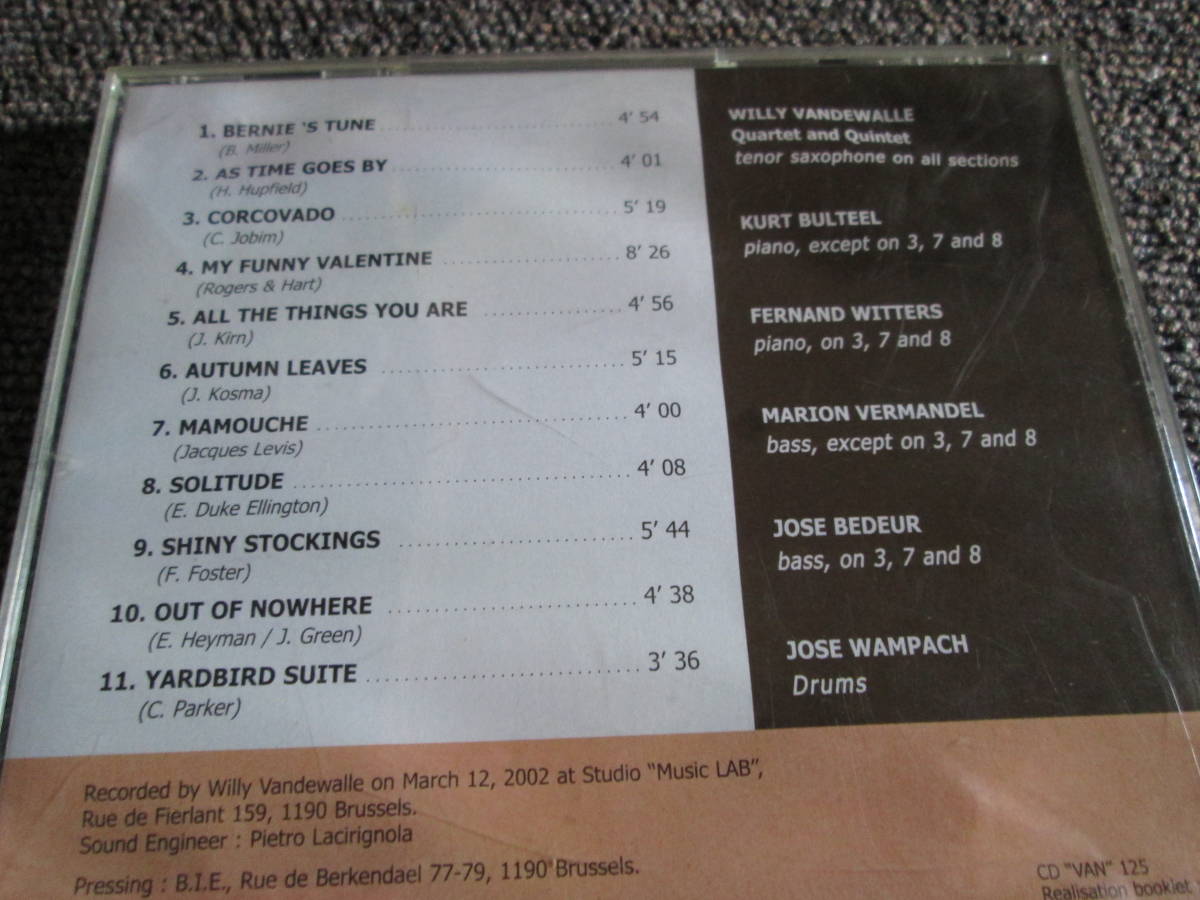 1. BERNIE 'S TUNE ........ 4' 54
(B. Miller)
2. AS TIME GOES BY ........ 4' 01
(H. Hupfield)
3. CORCOVADO ........ 5' 19
(C. Jobim)
4. MY FUNNY VALENTINE ........ 8' 26
(Rogers & Hart)
5. ALL THE THINGS YOU ARE ........ 4' 56
(J. Kirn)
6. AUTUMN LEAVES ........ 5' 15
(J. Kosma)
7. MAMOUCHE ........ 4' 00
(Jacques Levis)
8. SOLITUDE ........ 4' 08
(E. Duke Ellington)
9. SHINY STOCKINGS ........ 5' 44
(F. Foster)
10. OUT OF NOWHERE ........ 4' 38
(E. Heyman / J. Green)
11. YARDBIRD SUITE ........ 3' 36
(C. Parker)
WILLY VANDEWALLE
Quartet and Quintet
tenor saxophone on all sections
KURT BULTEEL
piano, except on 3, 7 and 8
FERNAND WITTERS
piano, on 3, 7 and 8
MARION VERMANDEL
bass, except on 3, 7 and 8
JOSE BEDEUR
bass, on 3, 7 and 8
JOSE WAMPACH
Drums
Recorded by Willy Vandewalle on March 12, 2002 at Studio "Music LAB",
Rue de Fierlant 159, 1190 Brussels.
Sound Engineer : Pietro Lacirignola
Pressing : B.I.E., Rue de Berkendael 77-79, 1190 Brussels.
CD "VAN" 125
Realisation booklet